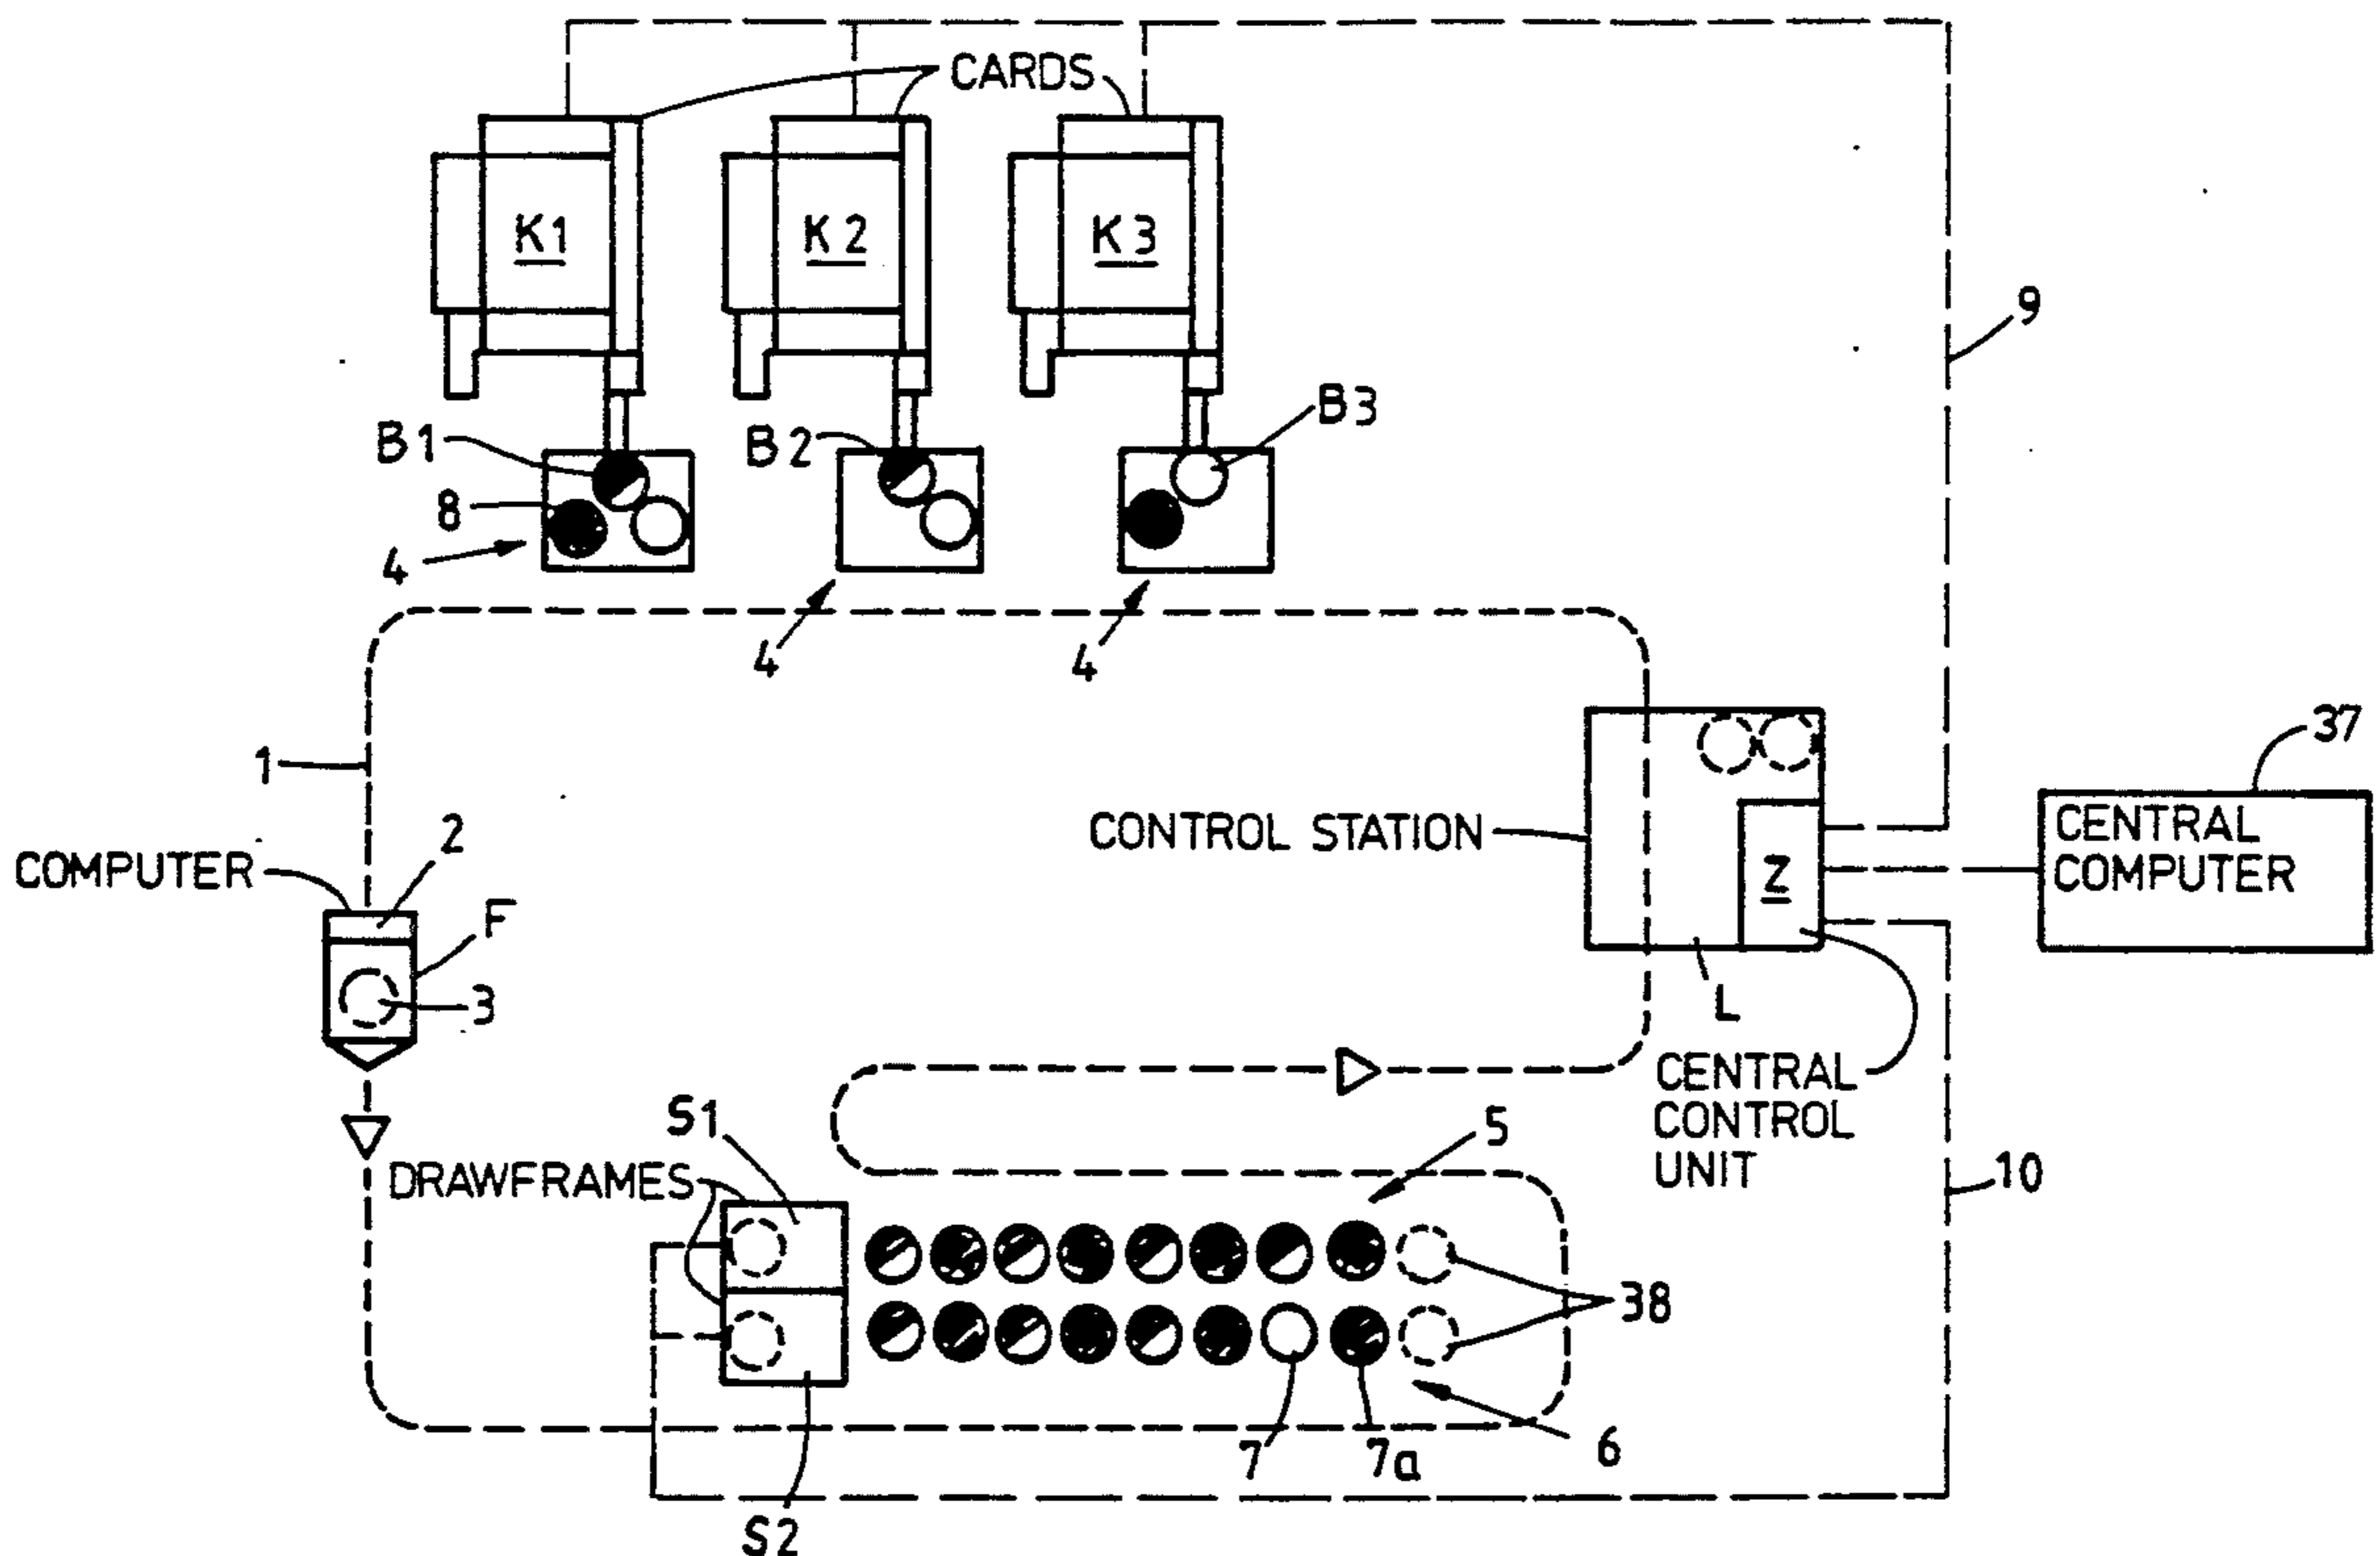 CARDS
K1
K2
K3
9
B1
B2
B3
8
4
4
4
1
37
2
CONTROL STATION
CENTRAL
COMPUTER
COMPUTER
Z
F
3
L
CENTRAL
CONTROL
UNIT
S1
5
DRAWFRAMES
10
38
7
7a
6
S2